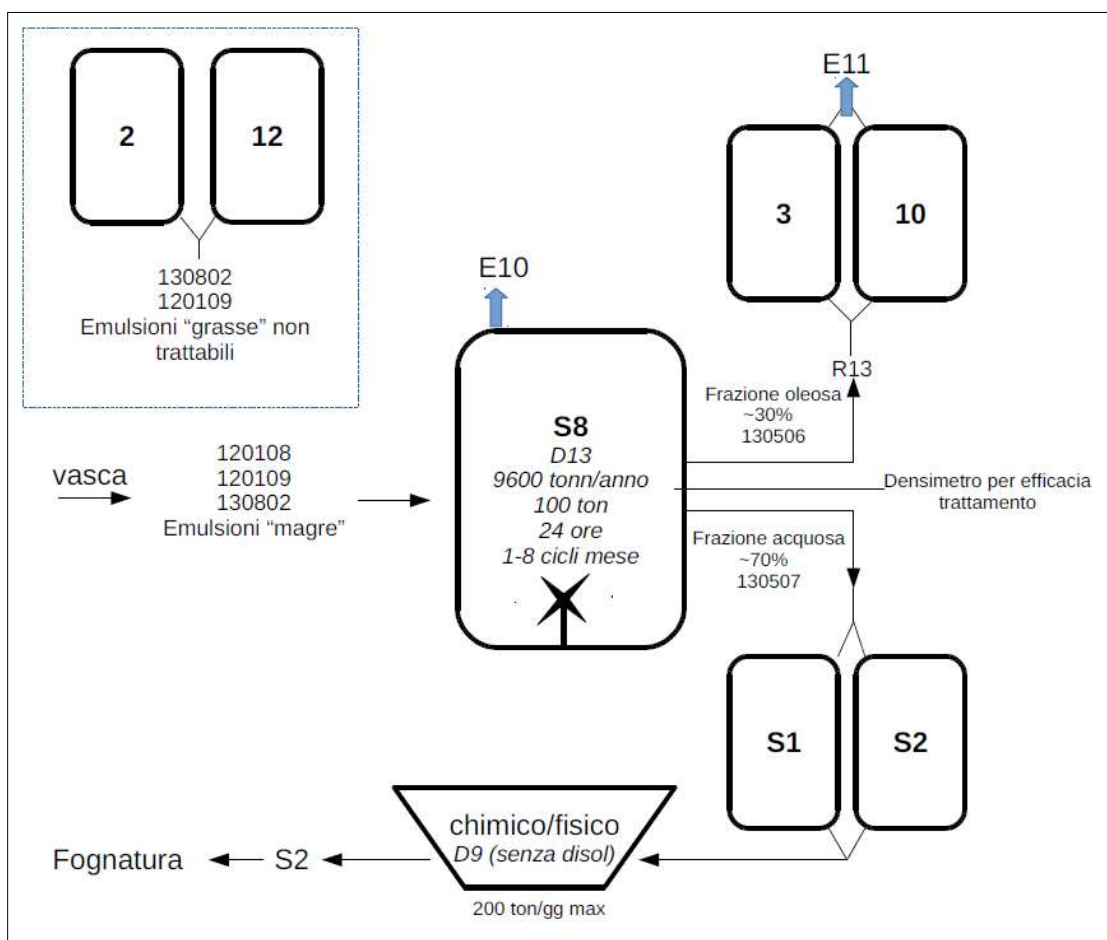 2
12
130802
120109
Emulsioni “grasse” non
trattabili
E11
3
10
R13
E10
Frazione oleosa
~30%
130506
vasca
120108
120109
130802
Emulsioni “magre”
S8
D13
9600 tonn/anno
100 ton
24 ore
1-8 cicli mese
Densimetro per efficacia
trattamento
Frazione acquosa
~70%
130507
S1
S2
chimico/fisico
D9 (senza disol)
200 ton/gg max
S2
Fognatura